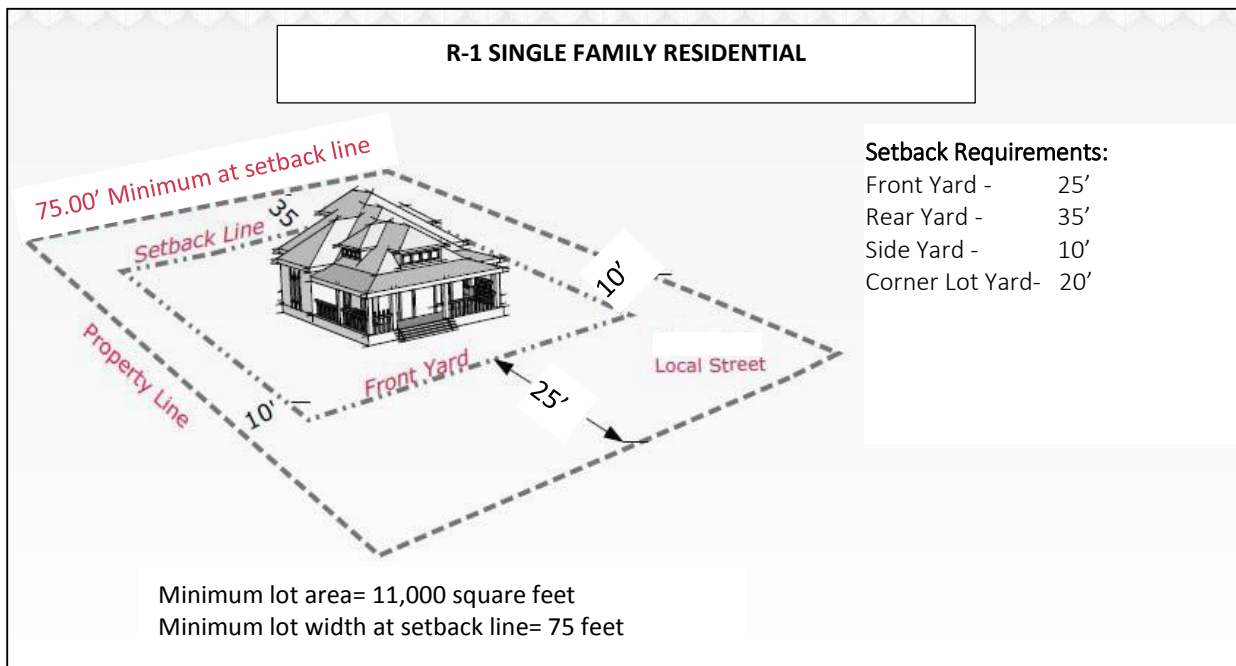 R-1 SINGLE FAMILY RESIDENTIAL
75.00’ Minimum at setback line
35
Setback Line
10’
Property Line
Front Yard
10'
25’
Local Street
Setback Requirements:
Front Yard - 25’
Rear Yard - 35’
Side Yard - 10’
Corner Lot Yard- 20’
Minimum lot area= 11,000 square feet
Minimum lot width at setback line= 75 feet